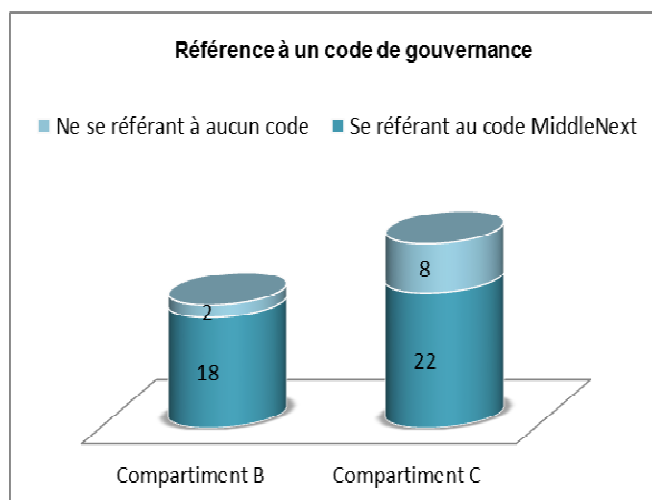 Référence à un code de gouvernance
Ne se référant à aucun code Se référant au code MiddleNext
8
2
18
22
Compartiment B Compartiment C